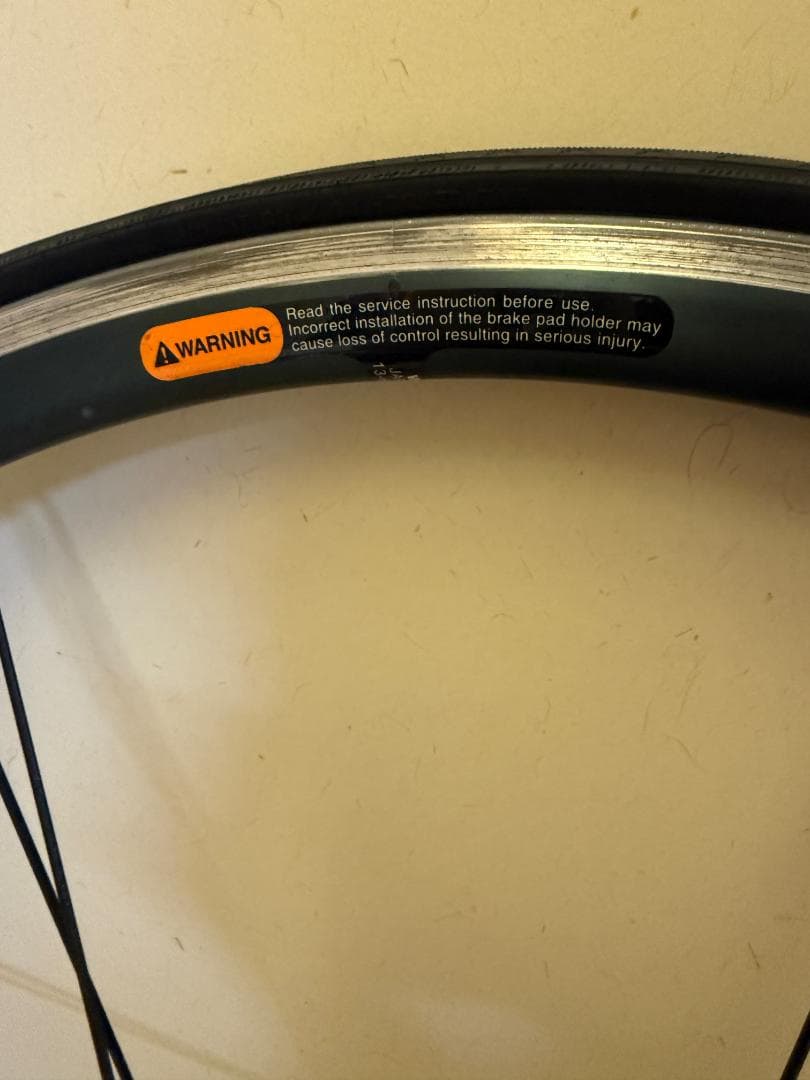 WARNING
Read the service instruction before use.
Incorrect installation of the brake pad holder may
cause loss of control resulting in serious injury.